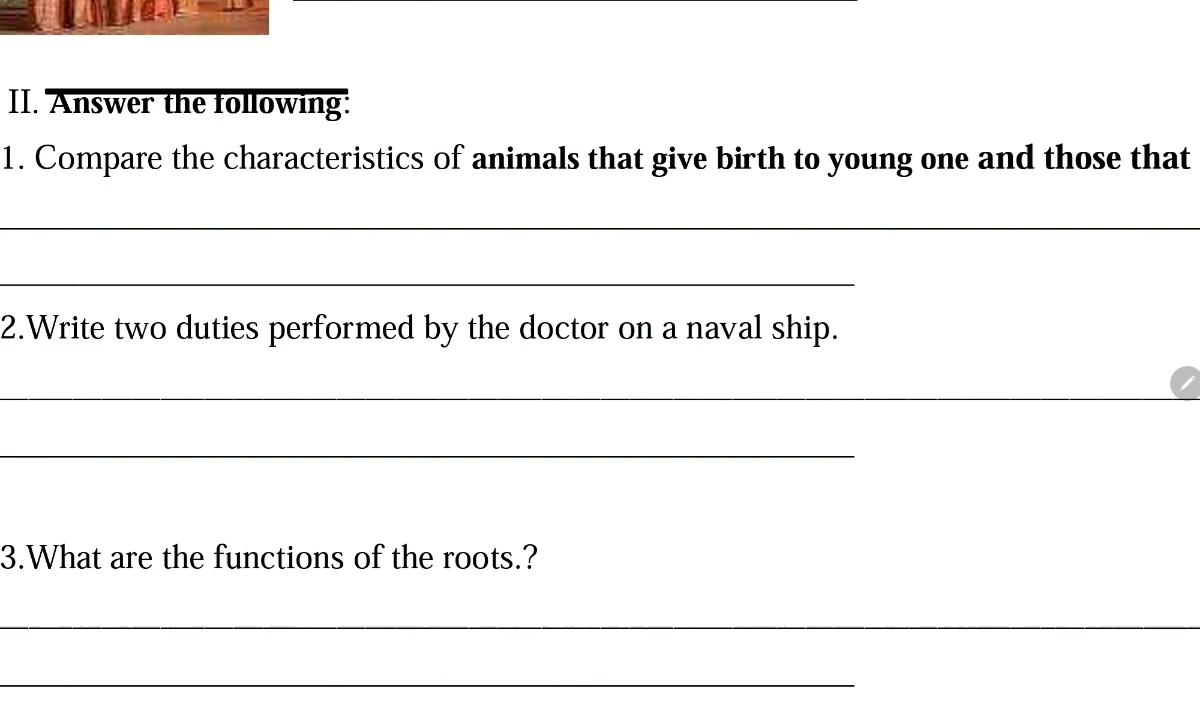 II. Answer the following:
1. Compare the characteristics of animals that give birth to young one and those that
2.Write two duties performed by the doctor on a naval ship.
3.What are the functions of the roots.?